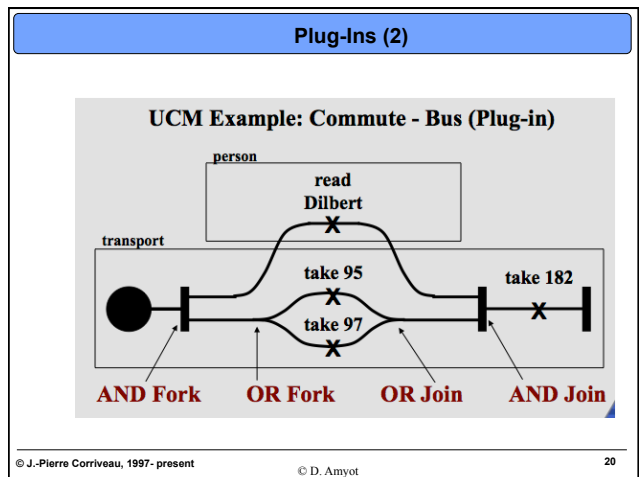 Plug-Ins (2)
UCM Example: Commute - Bus (Plug-in)
person
read
Dilbert
transport
take 95
take 182
take 97
AND Fork OR Fork OR Join AND Join
© J.-Pierre Corriveau, 1997- present
© D. Amyot
20